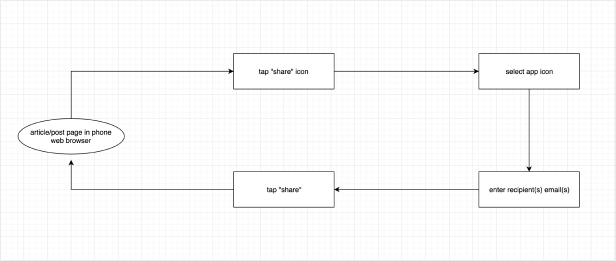 tap "share" icon
select app icon
article/post page in phone
web browser
tap "share"
enter recipient(s) email(s)